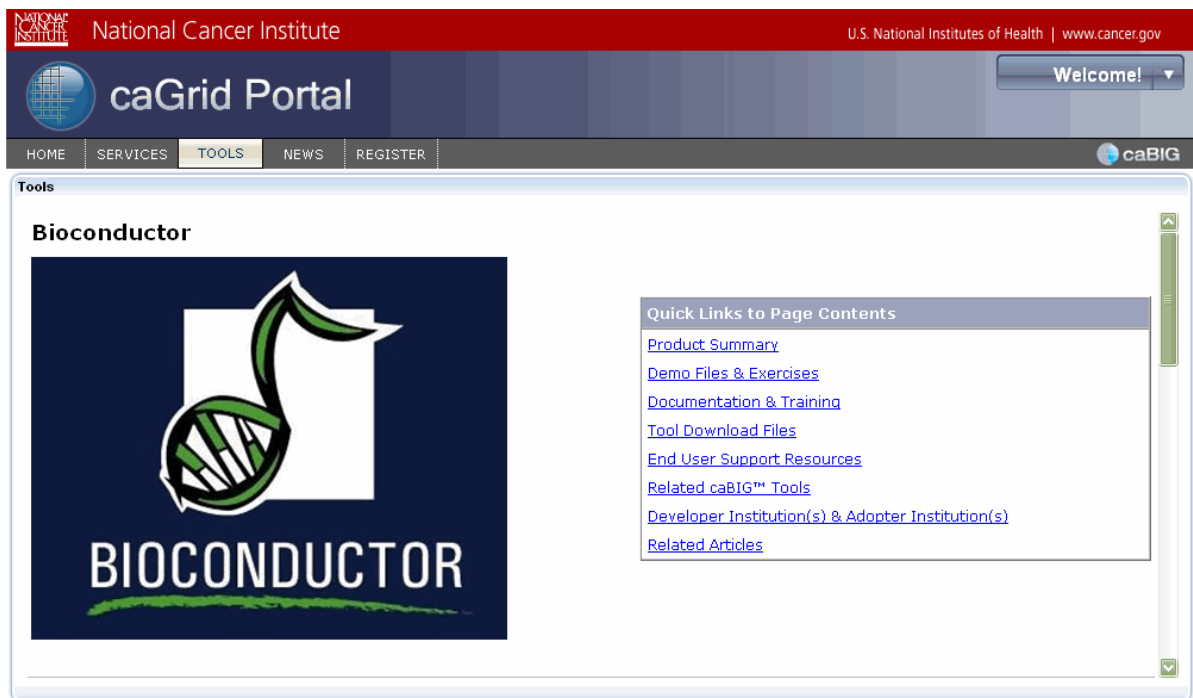 NATIONAL CANCER INSTITUTE
National Cancer Institute
U.S. National Institutes of Health | www.cancer.gov
caGrid Portal
Welcome!
HOME SERVICES TOOLS NEWS REGISTER
caBIG
Tools
Bioconductor
BIOCONDUCTOR
Quick Links to Page Contents
Product Summary
Demo Files & Exercises
Documentation & Training
Tool Download Files
End User Support Resources
Related caBIG™ Tools
Developer Institution(s) & Adopter Institution(s)
Related Articles